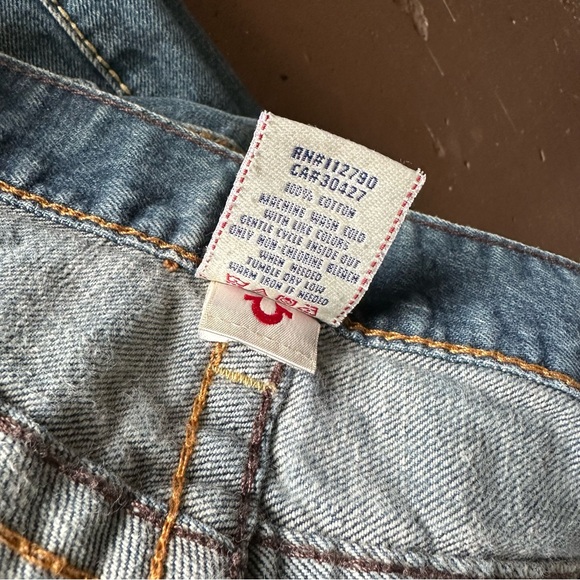 RN#112790
CA#30427
100% COTTON
MACHINE WASH COLD
WITH LIKE COLORS
GENTLE CYCLE INSIDE OUT
ONLY NON-CHLORINE BLEACH
WHEN NEEDED
TUMBLE DRY LOW
WARM IRON IF NEEDED